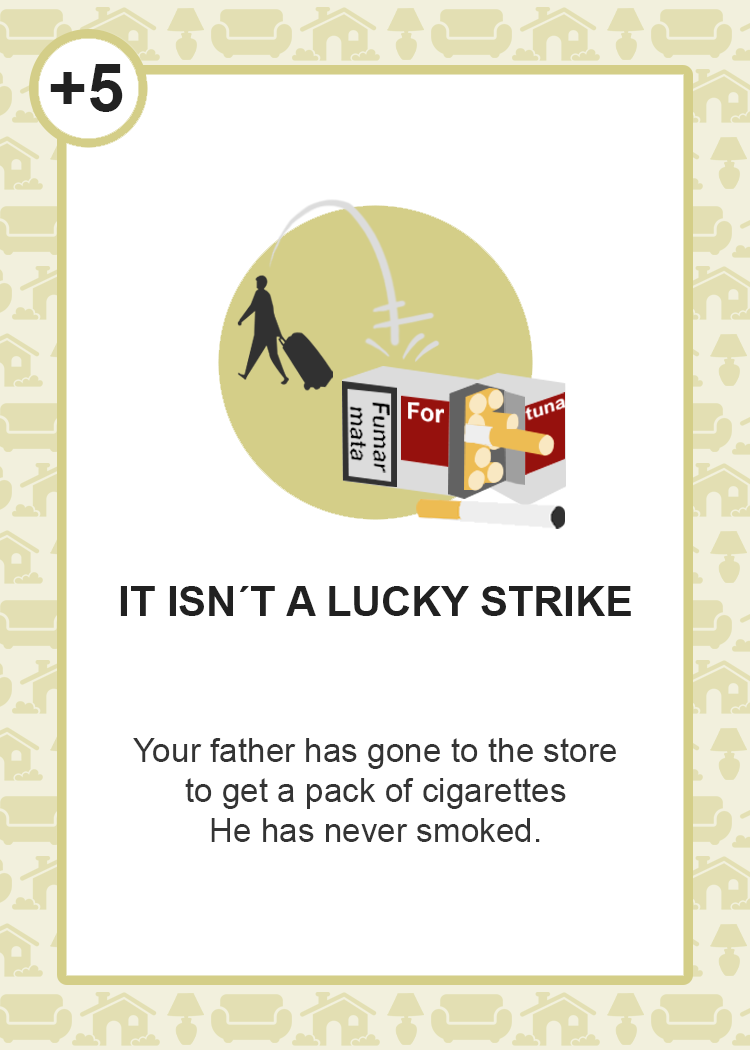 +5
Fumar
mata
For
tuna
IT ISN´T A LUCKY STRIKE
Your father has gone to the store
to get a pack of cigarettes
He has never smoked.